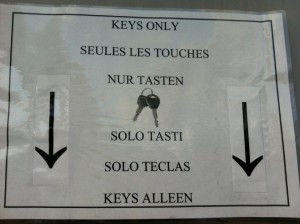 KEYS ONLY
SEULES LES TOUCHES
NUR TASTEN
SOLO TASTI
SOLO TECLAS
KEYS ALLEEN